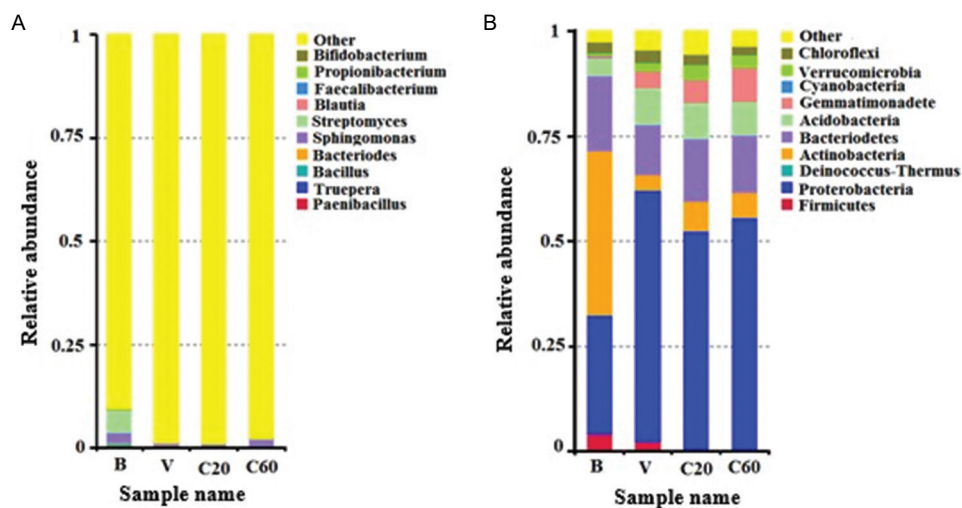 A
Relative abundance
1
0.75
0.5
0.25
0
B V C20 C60
Sample name
Other
Bifidobacterium
Propionibacterium
Faecalibacterium
Blautia
Streptomyces
Sphingomonas
Bacteriodes
Bacillus
Truepera
Paenibacillus
B
Relative abundance
1
0.75
0.5
0.25
0
B V C20 C60
Sample name
Other
Chloroflexi
Verrucomicrobia
Cyanobacteria
Gemmatimonadete
Acidobacteria
Bacteriodetes
Actinobacteria
Deinococcus-Thermus
Proterobacteria
Firmicutes